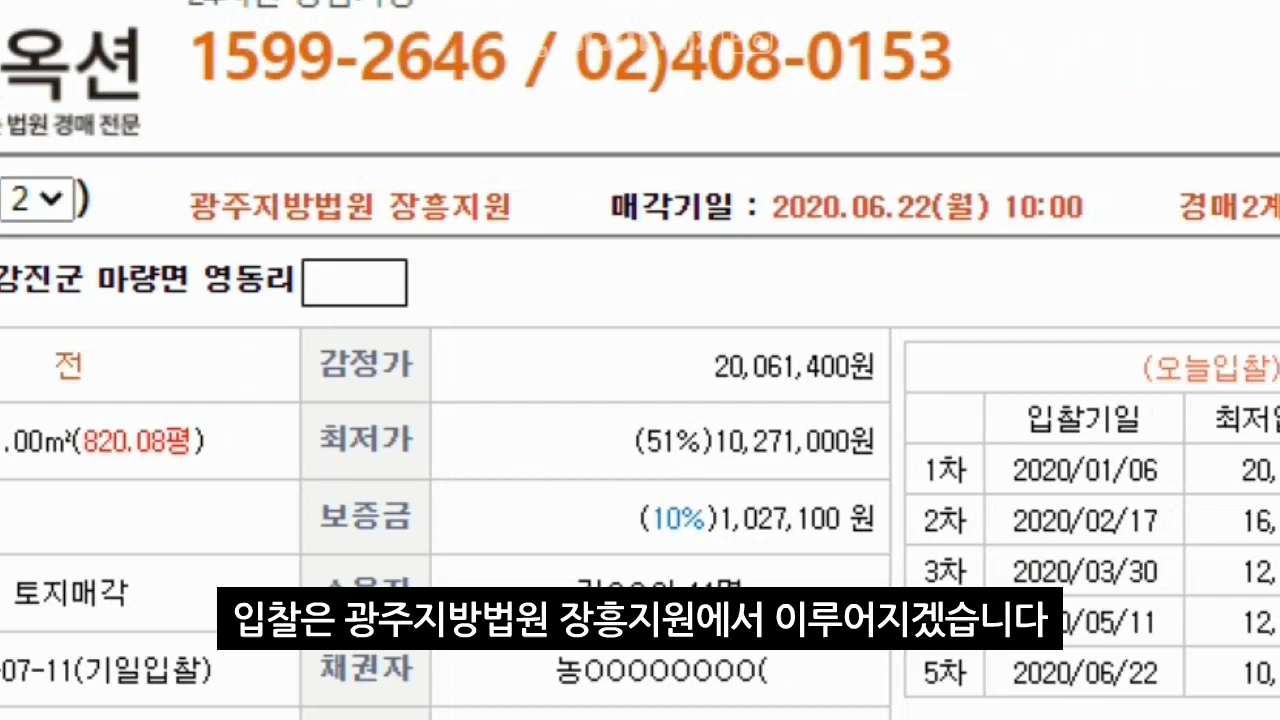 1599-2646 / 02)408-0153
옥션
법원 경매 전문
2 )
광주지방법원 장흥지원 매각기일 : 2020.06.22(월) 10:00 경매2계
강진군 마량면 영동리
전 감정가 20,061,400원
(오늘입찰)
입찰기일
.00㎡(820.08평) 최저가 (51%)10,271,000원
1차 2020/01/06 20,
보증금 (10%)1,027,100 원
2차 2020/02/17 16,
3차 2020/03/30 12,
토지매각
/05/11 12,
입찰은 광주지방법원 장흥지원에서 이루어지겠습니다
07-11(기일입찰) 채권자 농OOOOOOOO(
5차 2020/06/22 10,